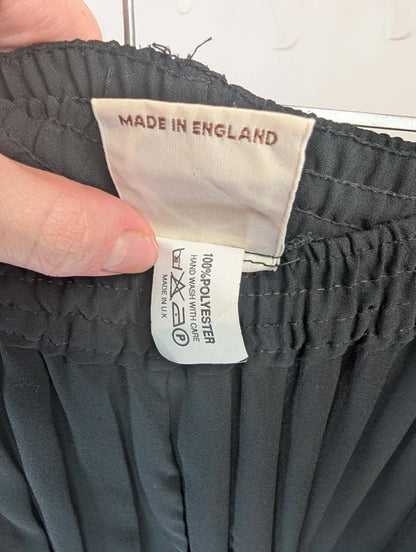 MADE IN ENGLAND
100%POLYESTER
HAND WASH WITH CARE
P
MADE IN U.K